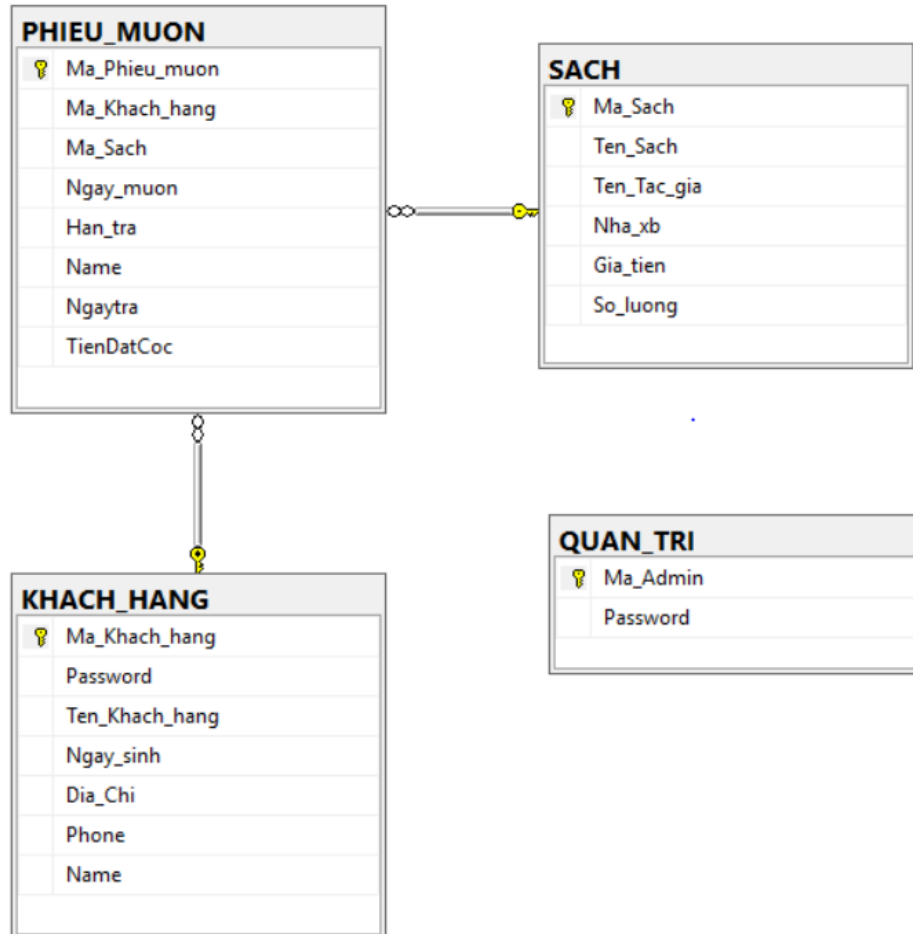 PHIEU_MUON
Ma_Phieu_muon
Ma_Khach_hang
Ma_Sach
Ngay_muon
Han_tra
Name
Ngaytra
TienDatCoc
SACH
Ma_Sach
Ten_Sach
Ten_Tac_gia
Nha_xb
Gia_tien
So_luong
KHACH_HANG
Ma_Khach_hang
Password
Ten_Khach_hang
Ngay_sinh
Dia_Chi
Phone
Name
QUAN_TRI
Ma_Admin
Password